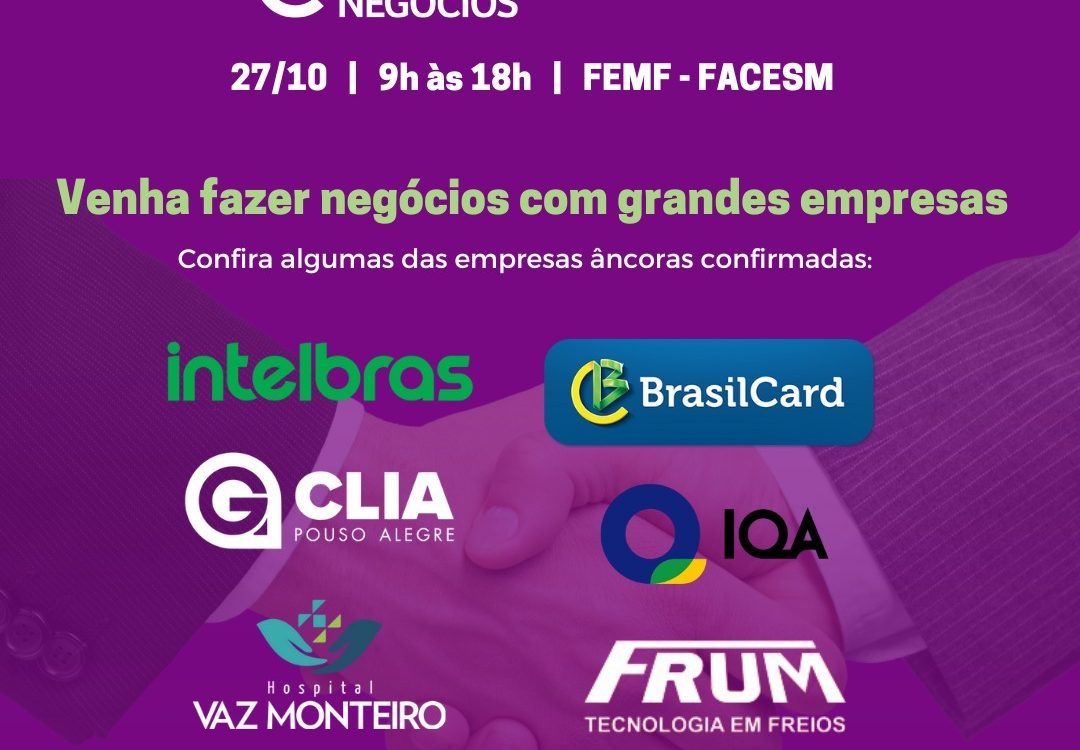 NEGÓCIOS
27/10 | 9h às 18h | FEMF - FACESM
Venha fazer negócios com grandes empresas
Confira algumas das empresas âncoras confirmadas:
intelbras
BrasilCard
CLIA
POUSO ALEGRE
IQA
Hospital
VAZ MONTEIRO
FRUM
TECNOLOGIA EM FREIOS